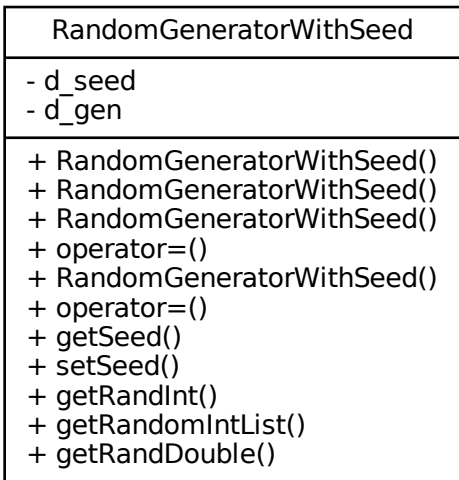 RandomGeneratorWithSeed
- d_seed
- d_gen
+ RandomGeneratorWithSeed()
+ RandomGeneratorWithSeed()
+ RandomGeneratorWithSeed()
+ operator=()
+ RandomGeneratorWithSeed()
+ operator=()
+ getSeed()
+ setSeed()
+ getRandInt()
+ getRandomIntList()
+ getRandDouble()